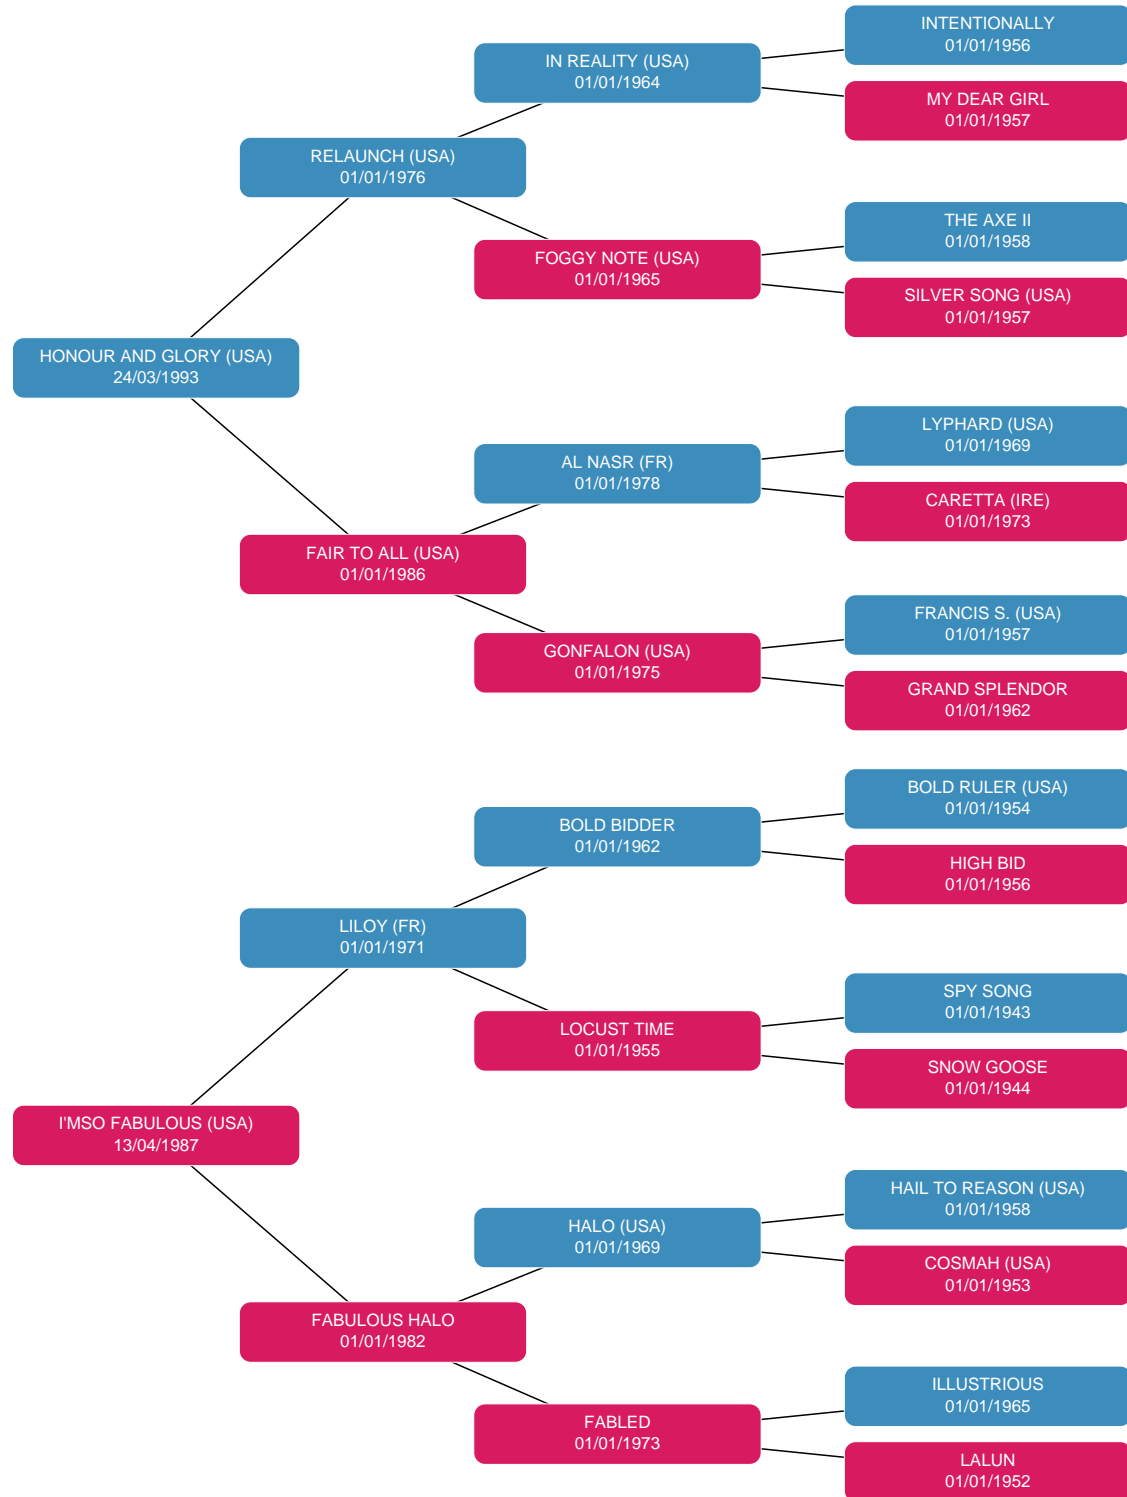 INTENTIONALLY
01/01/1956
IN REALITY (USA)
01/01/1964
MY DEAR GIRL
01/01/1957
RELAUNCH (USA)
01/01/1976
THE AXE II
01/01/1958
FOGGY NOTE (USA)
01/01/1965
SILVER SONG (USA)
01/01/1957
HONOUR AND GLORY (USA)
24/03/1993
LYPHARD (USA)
01/01/1969
AL NASR (FR)
01/01/1978
CARETTA (IRE)
01/01/1973
FAIR TO ALL (USA)
01/01/1986
FRANCIS S. (USA)
01/01/1957
GONFALON (USA)
01/01/1975
GRAND SPLENDOR
01/01/1962
BOLD RULER (USA)
01/01/1954
BOLD BIDDER
01/01/1962
HIGH BID
01/01/1956
LILOY (FR)
01/01/1971
SPY SONG
01/01/1943
LOCUST TIME
01/01/1955
SNOW GOOSE
01/01/1944
I'MSO FABULOUS (USA)
13/04/1987
HAIL TO REASON (USA)
01/01/1958
HALO (USA)
01/01/1969
COSMAH (USA)
01/01/1953
FABULOUS HALO
01/01/1982
ILLUSTRIOUS
01/01/1965
FABLED
01/01/1973
LALUN
01/01/1952